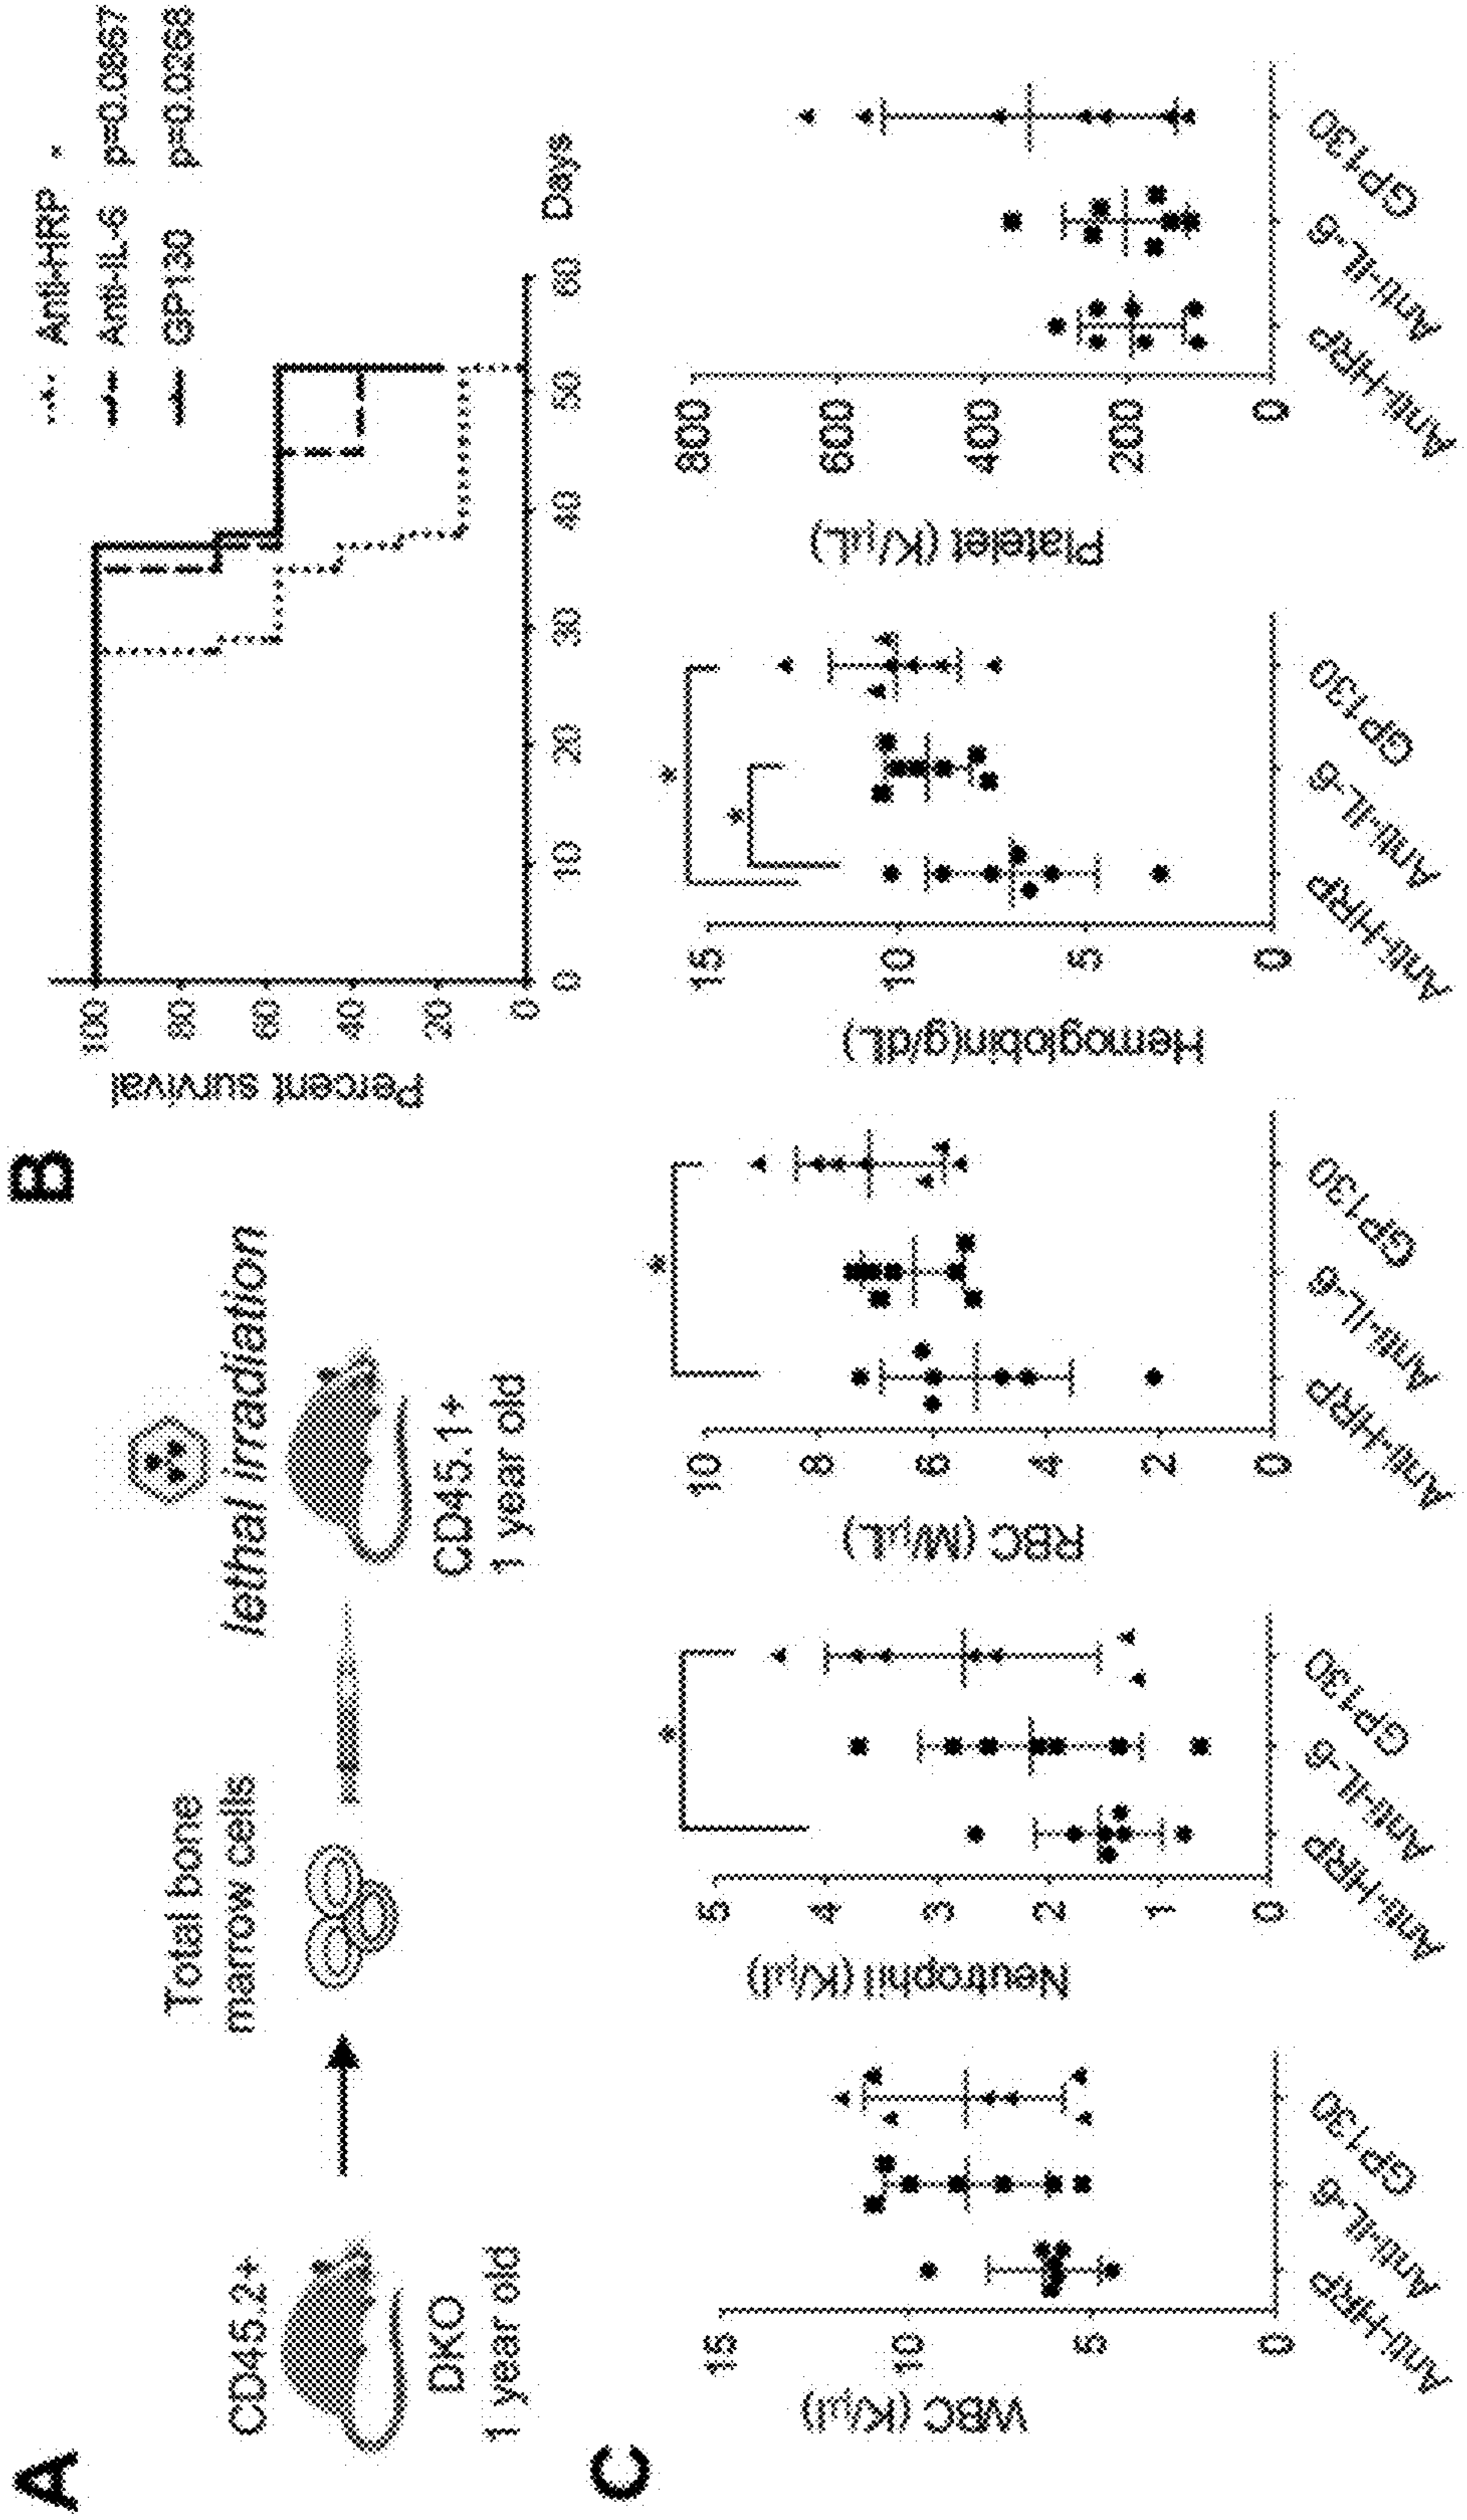 A
CD45.2+
DKO
1 year old
Total bone
marrow cells
lethal irradiation
CD45.1+
1 year old
B
Percent survival
100
80
60
40
20
0
0
10
20
30
40
50
60
Days
Anti-HRP
Anti-IL-6 p=0.0867
GP130 p=0.0268
C
WBC (K/μl)
15
10
5
0
Anti-HRP
Anti-IL-6
GP130
Neutrophil (K/μl)
5
4
3
2
1
0
*
Anti-HRP
Anti-IL-6
GP130
RBC (M/μL)
10
8
6
4
2
0
*
Anti-HRP
Anti-IL-6
GP130
Hemoglobin(g/dL)
15
10
5
0
*
*
Anti-HRP
Anti-IL-6
GP130
Platelet (K/μL)
800
600
400
200
0
Anti-HRP
Anti-IL-6
GP130